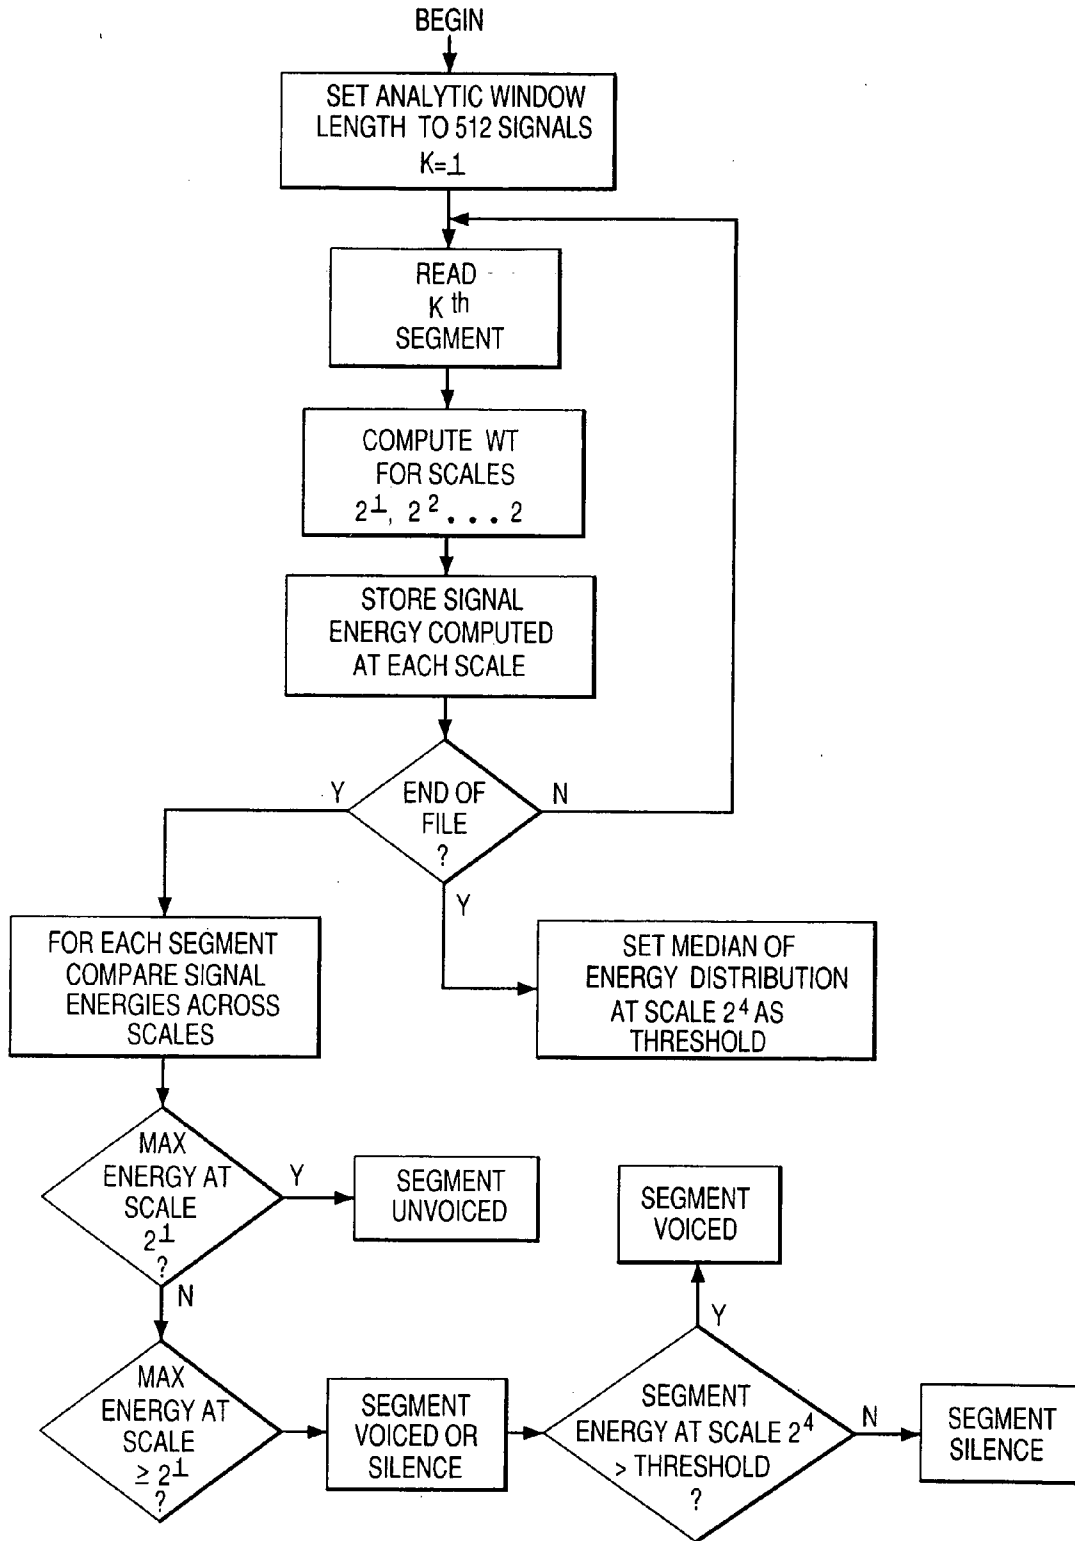 BEGIN
SET ANALYTIC WINDOW
LENGTH TO 512 SIGNALS
K=1
READ
K th
SEGMENT
COMPUTE WT
FOR SCALES
2^1, 2^2 . . . 2
STORE SIGNAL
ENERGY COMPUTED
AT EACH SCALE
Y
END OF
FILE
?
N
Y
FOR EACH SEGMENT
COMPARE SIGNAL
ENERGIES ACROSS
SCALES
SET MEDIAN OF
ENERGY DISTRIBUTION
AT SCALE 2^4 AS
THRESHOLD
MAX
ENERGY AT
SCALE
2^1
?
Y
SEGMENT
UNVOICED
N
SEGMENT
VOICED
Y
MAX
ENERGY AT
SCALE
≥ 2^1
?
SEGMENT
VOICED OR
SILENCE
SEGMENT
ENERGY AT SCALE 2^4
> THRESHOLD
?
N
SEGMENT
SILENCE